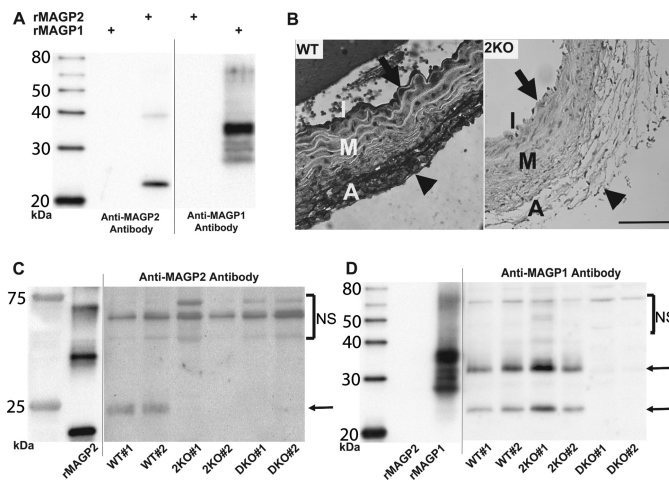 A
rMAGP2 + +
rMAGP1 + +
80
60
50
40
30
20
kDa
Anti-MAGP2 Antibody
Anti-MAGP1 Antibody
B
WT
I
M
A
2KO
I
M
A
C
Anti-MAGP2 Antibody
75
25
kDa
NS
rMAGP2 WT#1 WT#2 2KO#1 2KO#2 DKO#1 DKO#2
D
Anti-MAGP1 Antibody
80
60
50
40
30
20
kDa
NS
rMAGP2 rMAGP1 WT#1 WT#2 2KO#1 2KO#2 DKO#1 DKO#2